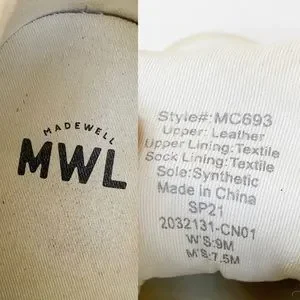 MADEWELL
MWL
Style#:MC693
Upper: Leather
Upper Lining:Textile
Sock Lining:Textile
Sole:Synthetic
Made in China
SP21
2032131-CN01
W'S:9M
M'S:7.5M